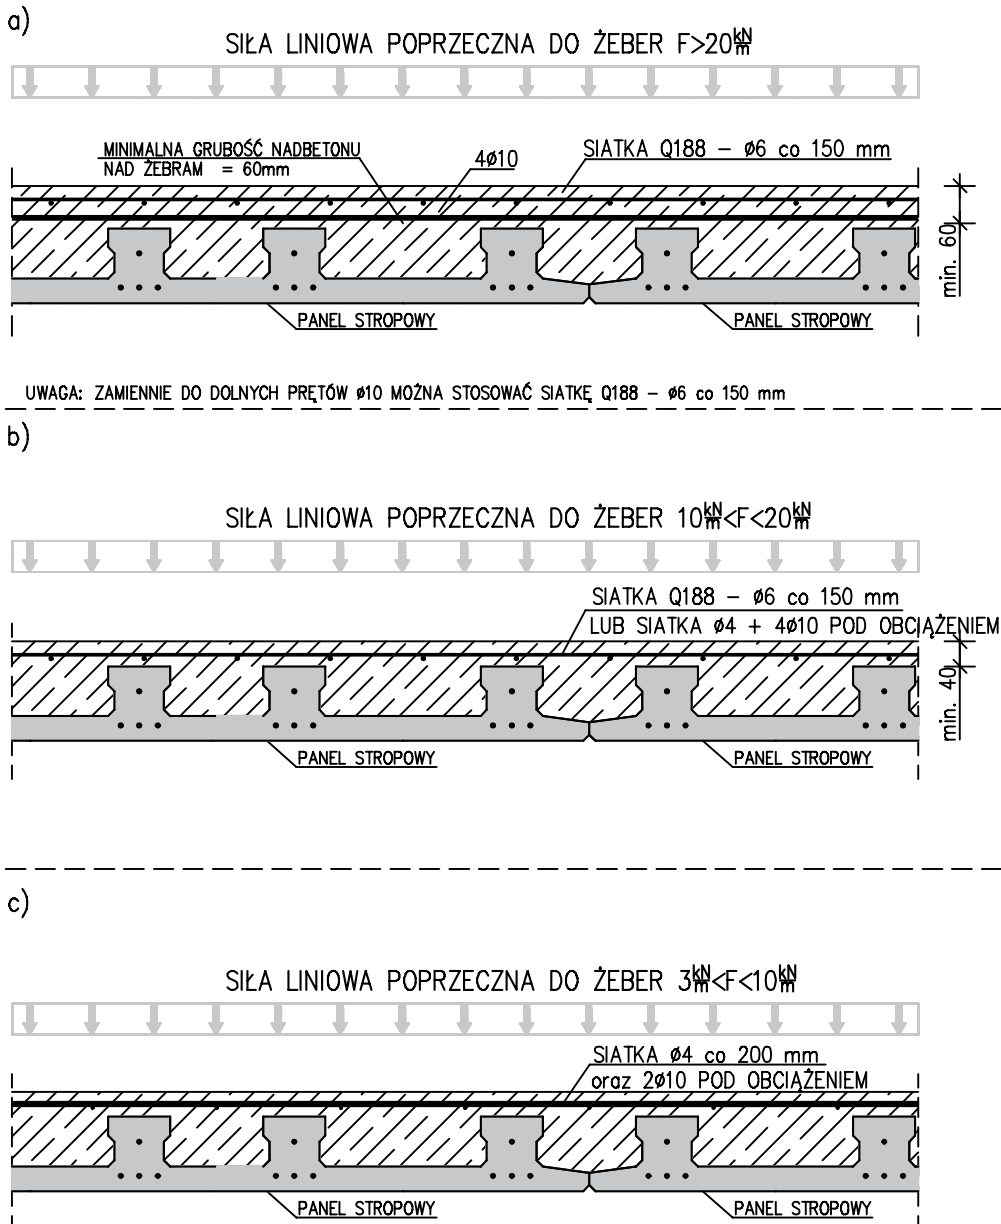 a)
SIŁA LINIOWA POPRZECZNA DO ŻEBER F>20kN/m
MINIMALNA GRUBOŚĆ NADBETONU
NAD ŻEBRAM = 60mm
4ø10
SIATKA Q188 – ø6 co 150 mm
min. 60
PANEL STROPOWY
PANEL STROPOWY
UWAGA: ZAMIENNIE DO DOLNYCH PRĘTÓW ø10 MOŻNA STOSOWAĆ SIATKĘ Q188 – ø6 co 150 mm
b)
SIŁA LINIOWA POPRZECZNA DO ŻEBER 10kN/m<F<20kN/m
SIATKA Q188 – ø6 co 150 mm
LUB SIATKA ø4 + 4ø10 POD OBCIĄŻENIEM
min. 40
PANEL STROPOWY
PANEL STROPOWY
c)
SIŁA LINIOWA POPRZECZNA DO ŻEBER 3kN/m<F<10kN/m
SIATKA ø4 co 200 mm
oraz 2ø10 POD OBCIĄŻENIEM
PANEL STROPOWY
PANEL STROPOWY